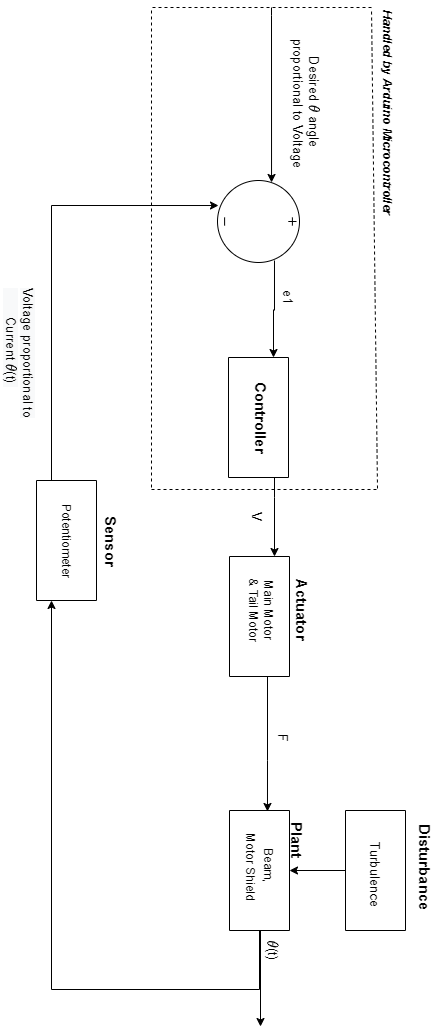 Handled by Arduino Microcontroller
Desired θ angle
proportional to Voltage
+
−
e1
Controller
V
Actuator
Main Motor
& Tail Motor
F
Disturbance
Turbulence
Plant
Beam,
Motor Shield
θ(t)
Sensor
Potentiometer
Voltage proportional to
Current θ(t)